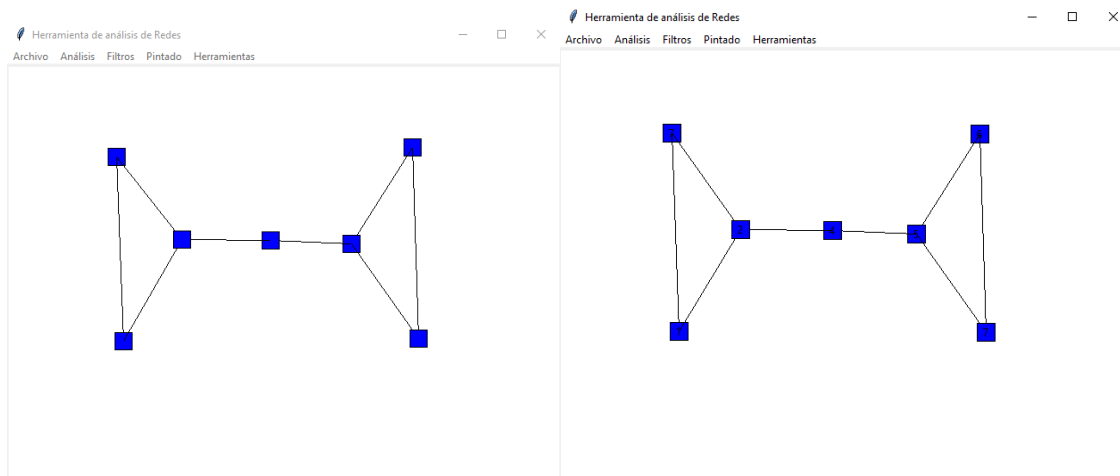 Herramienta de análisis de Redes
Archivo Análisis Filtros Pintado Herramientas
Herramienta de análisis de Redes
Archivo Análisis Filtros Pintado Herramientas